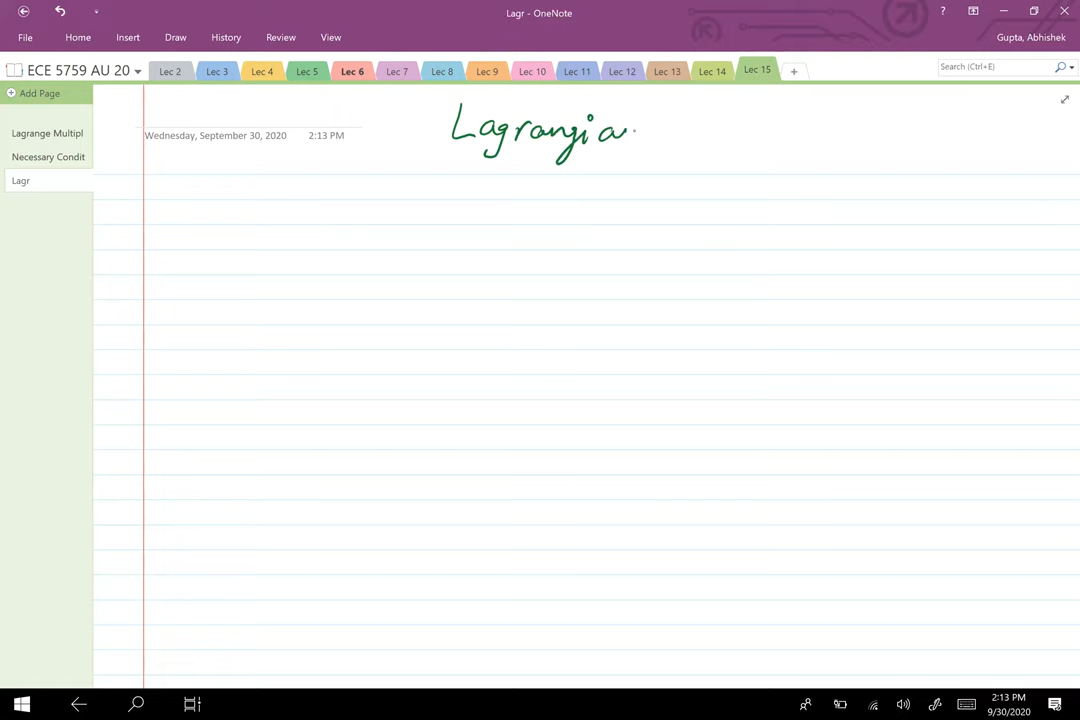 Lagr - OneNote
File Home Insert Draw History Review View
Gupta, Abhishek
ECE 5759 AU 20
Lec 2 Lec 3 Lec 4 Lec 5 Lec 6 Lec 7 Lec 8 Lec 9 Lec 10 Lec 11 Lec 12 Lec 13 Lec 14 Lec 15
Search (Ctrl+E)
Add Page
Lagrange Multipl
Necessary Condit
Lagr
Wednesday, September 30, 2020 2:13 PM
Lagrangia
2:13 PM
9/30/2020